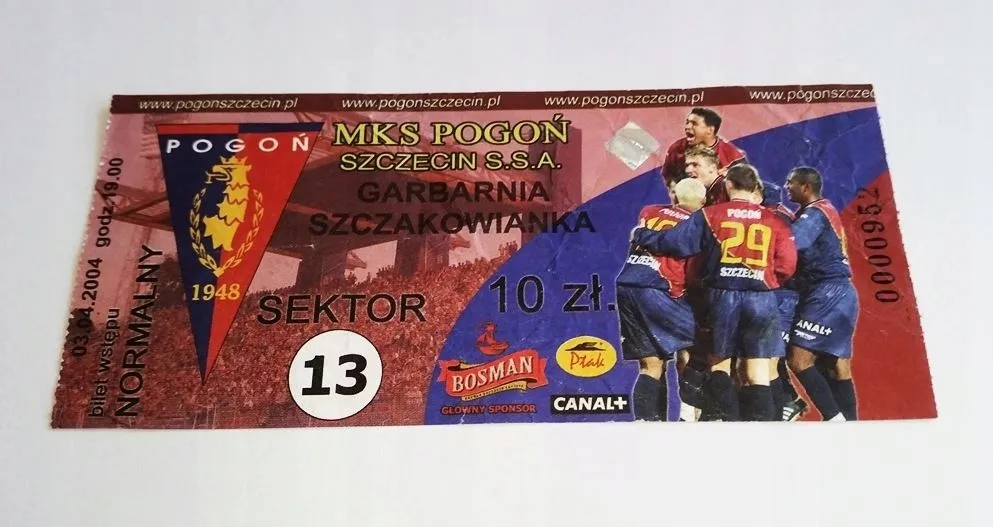 www.pogonszczecin.pl www.pogonszczecin.pl www.pogonszczecin.pl www.pogonszczecin.pl
03.04.2004 godz.19.00
bilet wstępu
NORMALNY
POGOŃ
1948
MKS POGOŃ
SZCZECIN S.S.A.
GARBARNIA
SZCZAKOWIANKA
SEKTOR
13
10 zł.
BOSMAN
GŁÓWNY SPONSOR
Ptak
CANAL+
POGOŃ
29
SZCZECIN
SZCZECIN
CANAL+
0000952